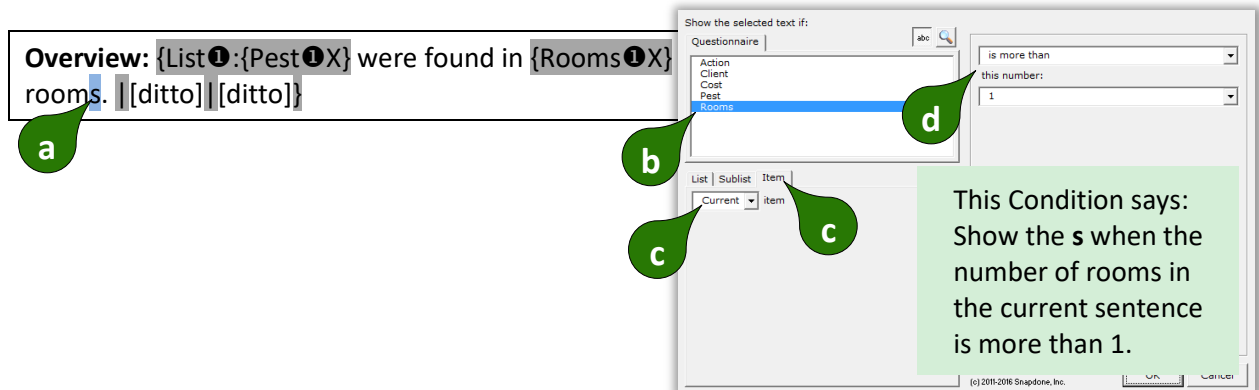 Overview: {List❶:{Pest❶X} were found in {Rooms❶X}
rooms. |[ditto]|[ditto]}
a
Show the selected text if:
Questionnaire
abc
Action
Client
Cost
Pest
Rooms
b
List | Sublist | Item
Current item
c
c
is more than
this number:
1
d
This Condition says:
Show the s when the
number of rooms in
the current sentence
is more than 1.
(c) 2011-2016 Snapdone, Inc.
OK
Cancel